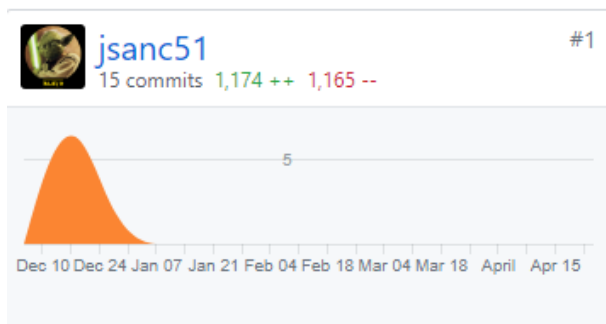 jsanc51
#1
15 commits 1,174 ++ 1,165 --
5
Dec 10 Dec 24 Jan 07 Jan 21 Feb 04 Feb 18 Mar 04 Mar 18 April Apr 15